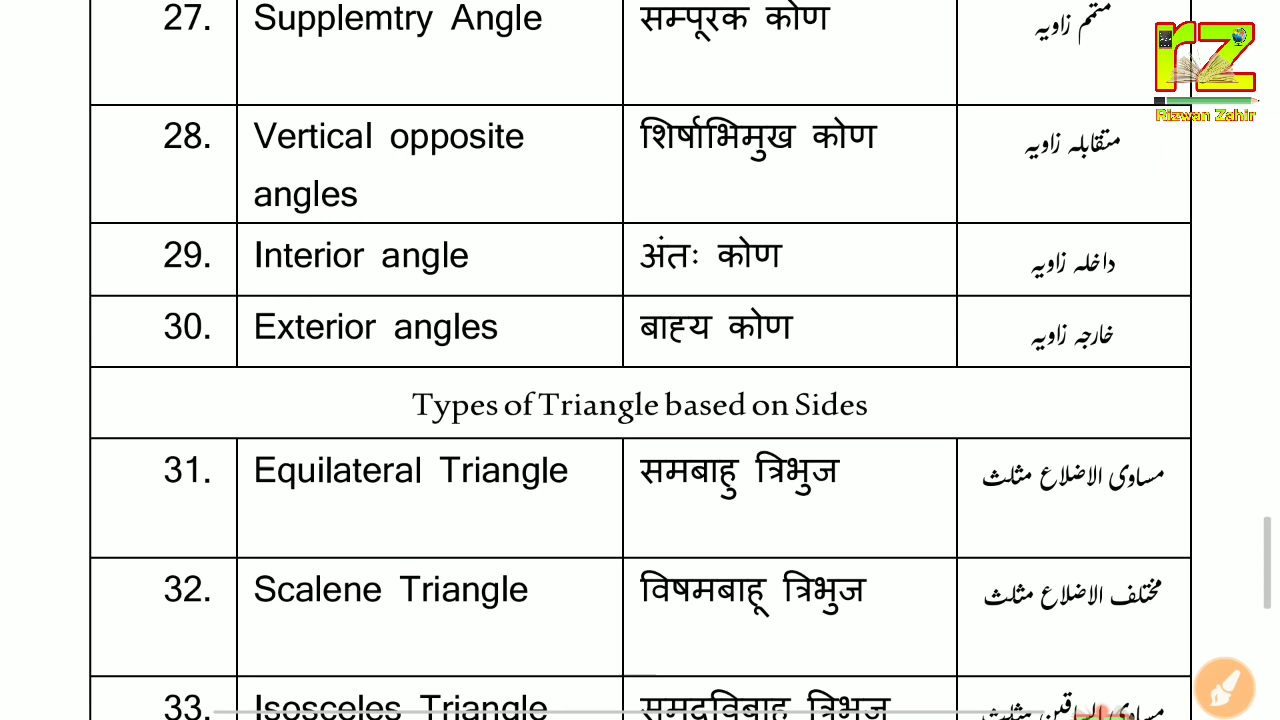 27. Supplemtry Angle सम्पूरक कोण متمم زاویہ
rz
Rizwan Zahir
28. Vertical opposite angles शिर्षाभिमुख कोण متقابلہ زاویہ
29. Interior angle अंतः कोण داخلہ زاویہ
30. Exterior angles बाह्य कोण خارجہ زاویہ
Types of Triangle based on Sides
31. Equilateral Triangle समबाहु त्रिभुज مساوی الاضلاع مثلث
32. Scalene Triangle विषमबाहू त्रिभुज مختلف الاضلاع مثلث
33. Isosceles Triangle समद्विबाहु त्रिभुज